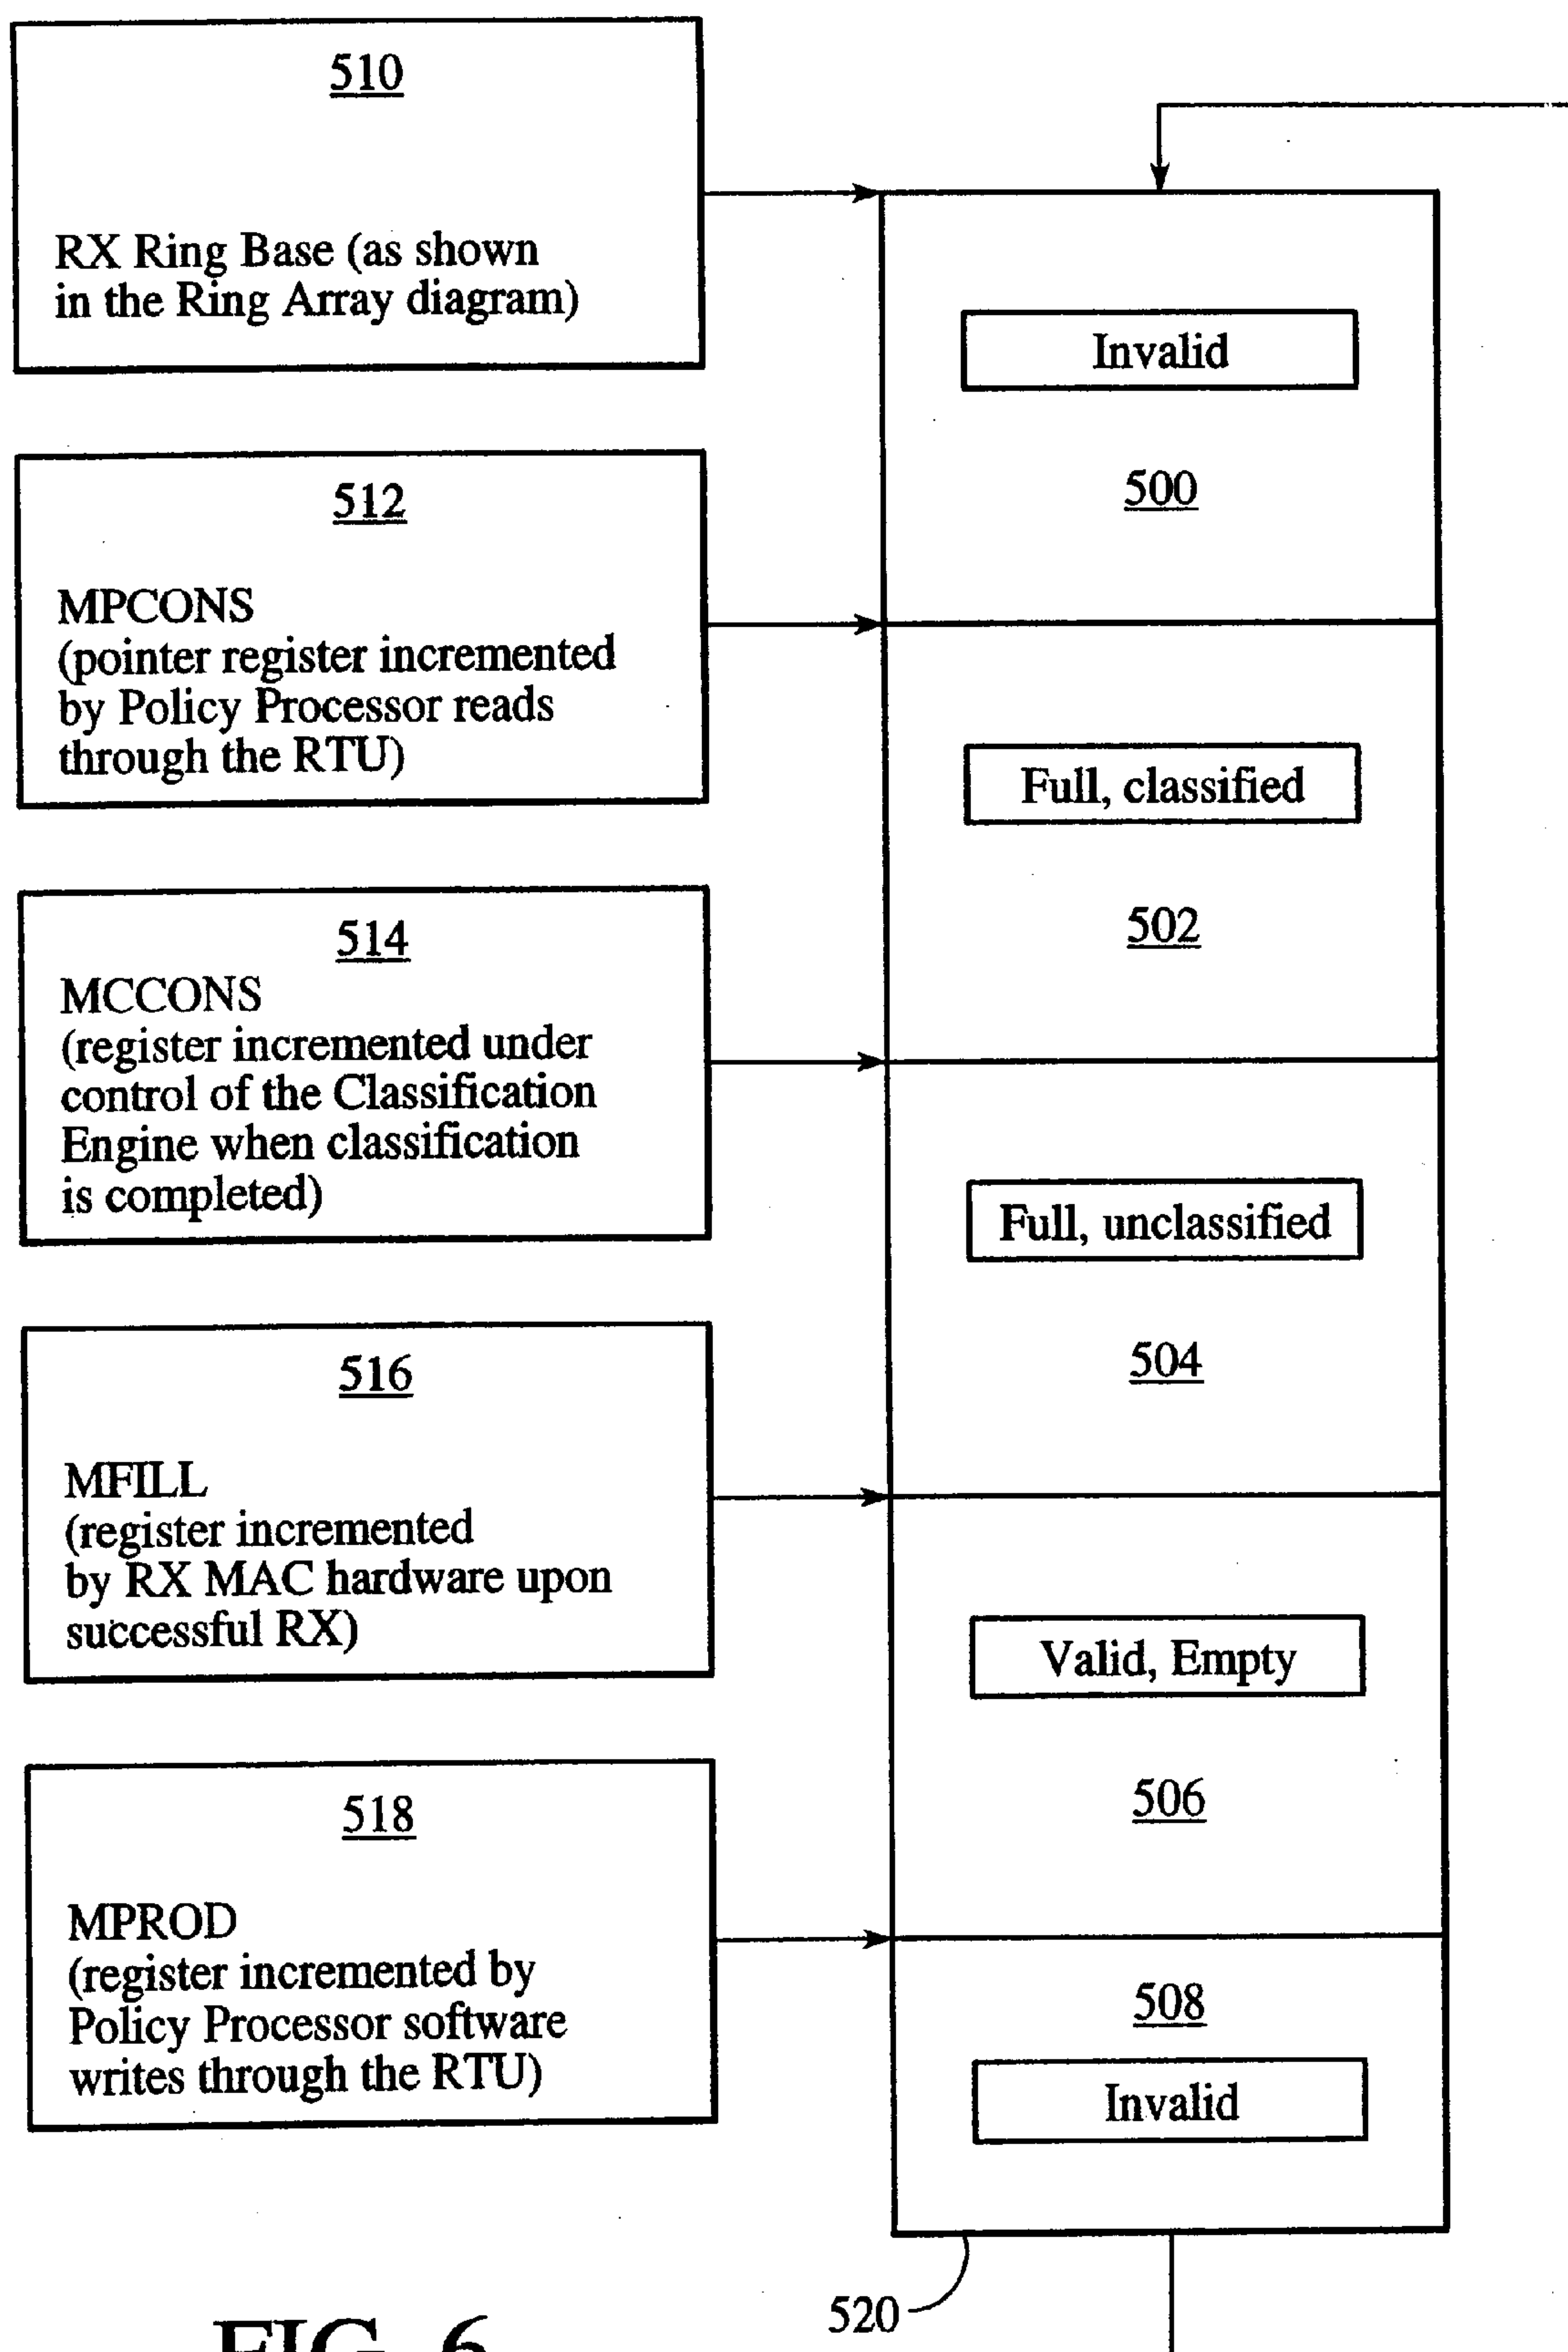 510
RX Ring Base (as shown
in the Ring Array diagram)
512
MPCONS
(pointer register incremented
by Policy Processor reads
through the RTU)
514
MCCONS
(register incremented under
control of the Classification
Engine when classification
is completed)
516
MFILL
(register incremented
by RX MAC hardware upon
successful RX)
518
MPROD
(register incremented by
Policy Processor software
writes through the RTU)
Invalid
500
Full, classified
502
Full, unclassified
504
Valid, Empty
506
508
Invalid
520
FIG. 6